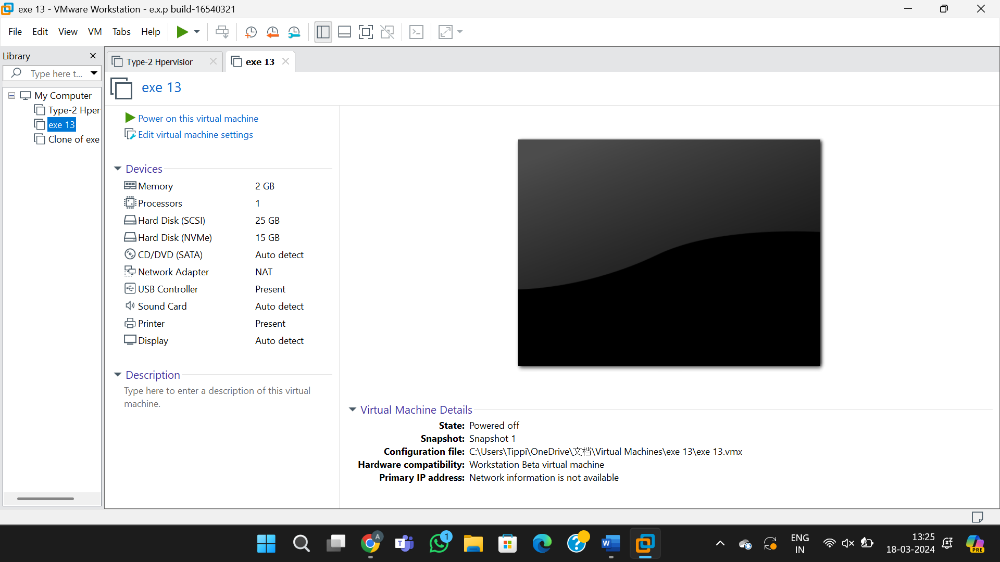 exe 13 - VMware Workstation - e.x.p build-16540321
File Edit View VM Tabs Help
Library
Type here t...
My Computer
Type-2 Hper
exe 13
Clone of exe
Type-2 Hpervisior
exe 13
exe 13
Power on this virtual machine
Edit virtual machine settings
Devices
Memory 2 GB
Processors 1
Hard Disk (SCSI) 25 GB
Hard Disk (NVMe) 15 GB
CD/DVD (SATA) Auto detect
Network Adapter NAT
USB Controller Present
Sound Card Auto detect
Printer Present
Display Auto detect
Description
Type here to enter a description of this virtual
machine.
Virtual Machine Details
State: Powered off
Snapshot: Snapshot 1
Configuration file: C:\Users\Tippi\OneDrive\文档\Virtual Machines\exe 13\exe 13.vmx
Hardware compatibility: Workstation Beta virtual machine
Primary IP address: Network information is not available
A
T
1
W
ENG
IN
13:25
18-03-2024
PRE